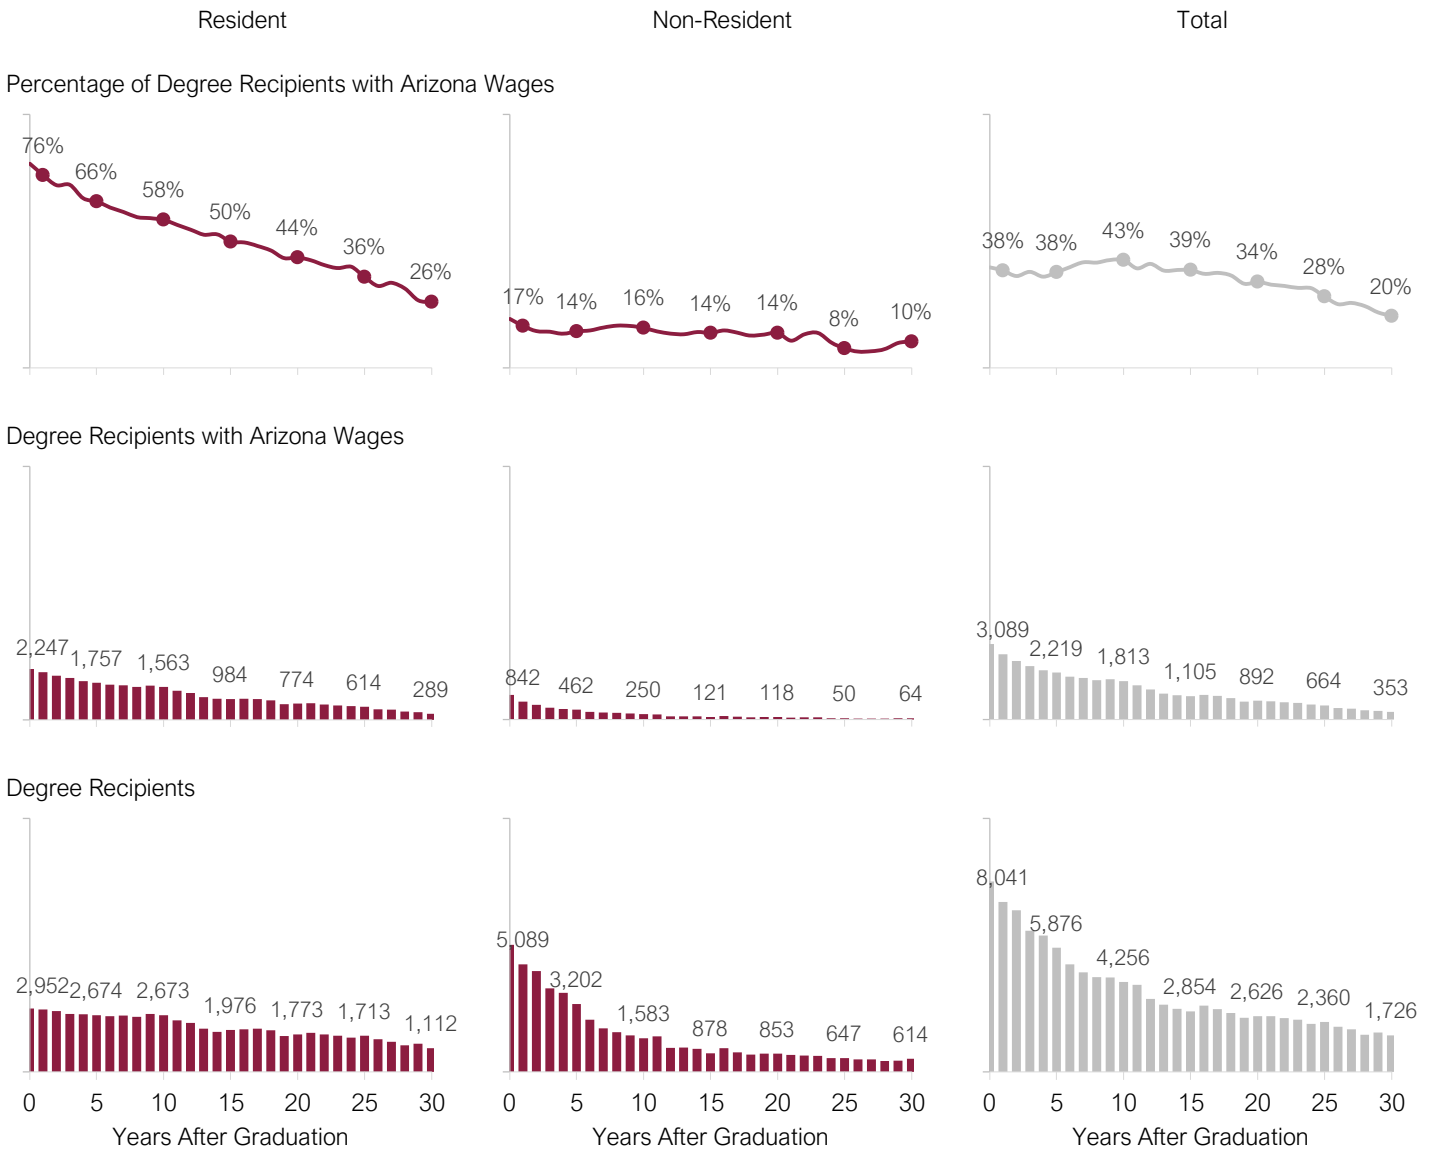 Resident Non-Resident Total
Percentage of Degree Recipients with Arizona Wages
76% 66% 58% 50% 44% 36% 26%
17% 14% 16% 14% 14% 8% 10%
38% 38% 43% 39% 34% 28% 20%
Degree Recipients with Arizona Wages
2,247 1,757 1,563 984 774 614 289
842 462 250 121 118 50 64
3,089 2,219 1,813 1,105 892 664 353
Degree Recipients
2,952 2,674 2,673 1,976 1,773 1,713 1,112
5,089 3,202 1,583 878 853 647 614
8,041 5,876 4,256 2,854 2,626 2,360 1,726
0 5 10 15 20 25 30
Years After Graduation
0 5 10 15 20 25 30
Years After Graduation
0 5 10 15 20 25 30
Years After Graduation